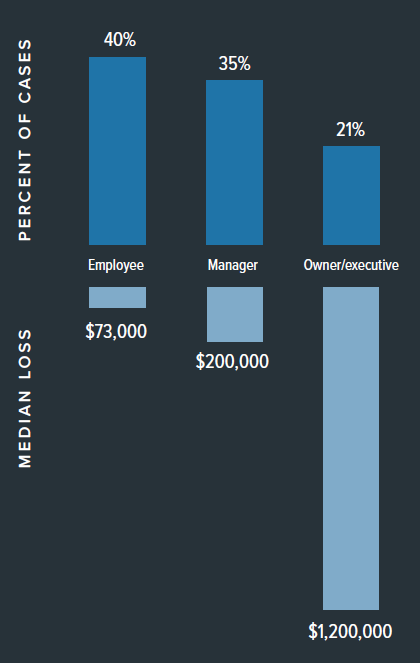 PERCENT OF CASES
40%
35%
21%
Employee
Manager
Owner/executive
MEDIAN LOSS
$73,000
$200,000
$1,200,000